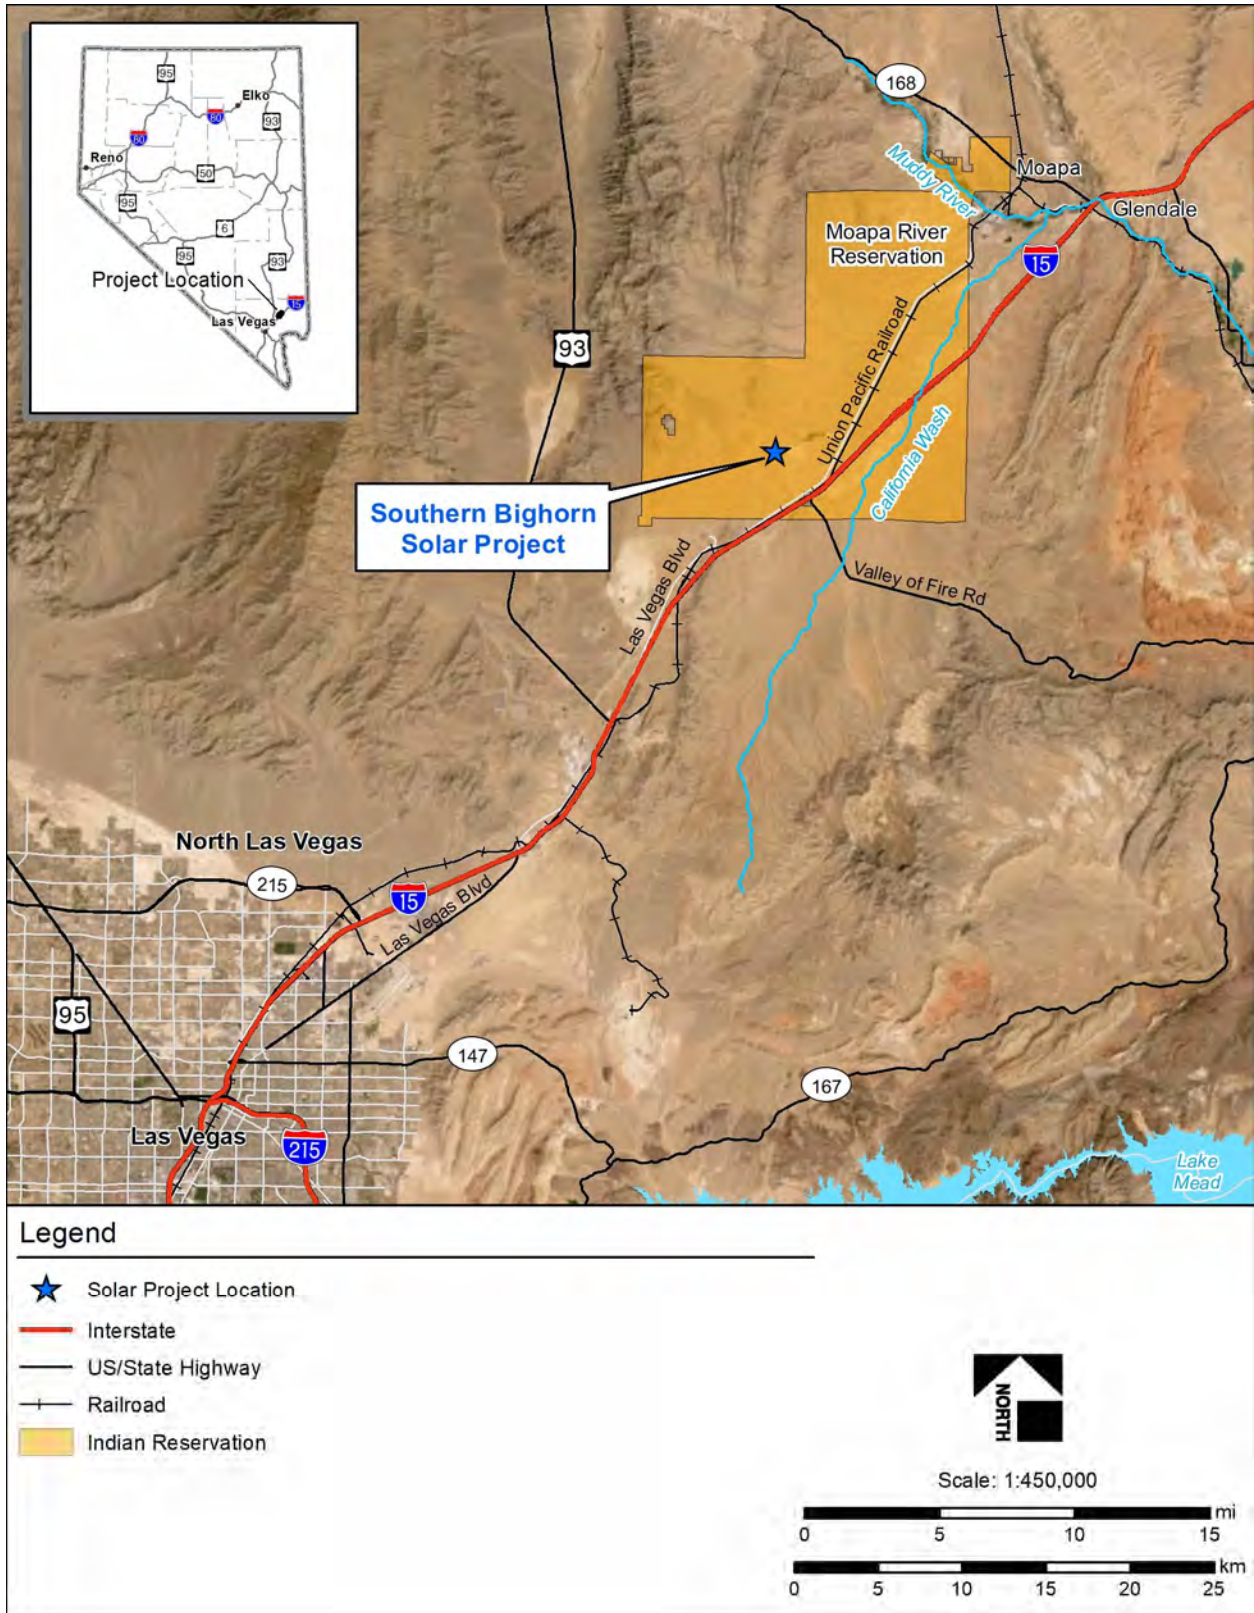 95
Elko
80
80
93
Reno
50
95
6
95
93
Project Location
15
Las Vegas
168
Muddy River
Moapa
Glendale
Moapa River
Reservation
15
93
Union Pacific Railroad
California Wash
Southern Bighorn
Solar Project
Las Vegas Blvd
Valley of Fire Rd
North Las Vegas
215
15
Las Vegas Blvd
95
147
167
Las Vegas
215
Lake
Mead
Legend
Solar Project Location
Interstate
US/State Highway
Railroad
Indian Reservation
NORTH
Scale: 1:450,000
mi
0 5 10 15
km
0 5 10 15 20 25